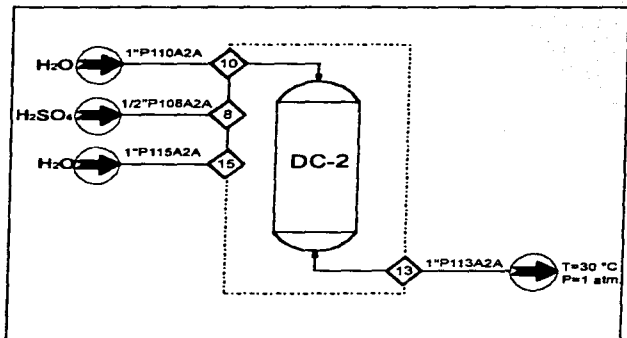 H₂O 1"P110A2A 10
H₂SO₄ 1/2"P108A2A 8
H₂O 1"P115A2A 15
DC-2
13 1"P113A2A T=30 °C
P=1 atm.